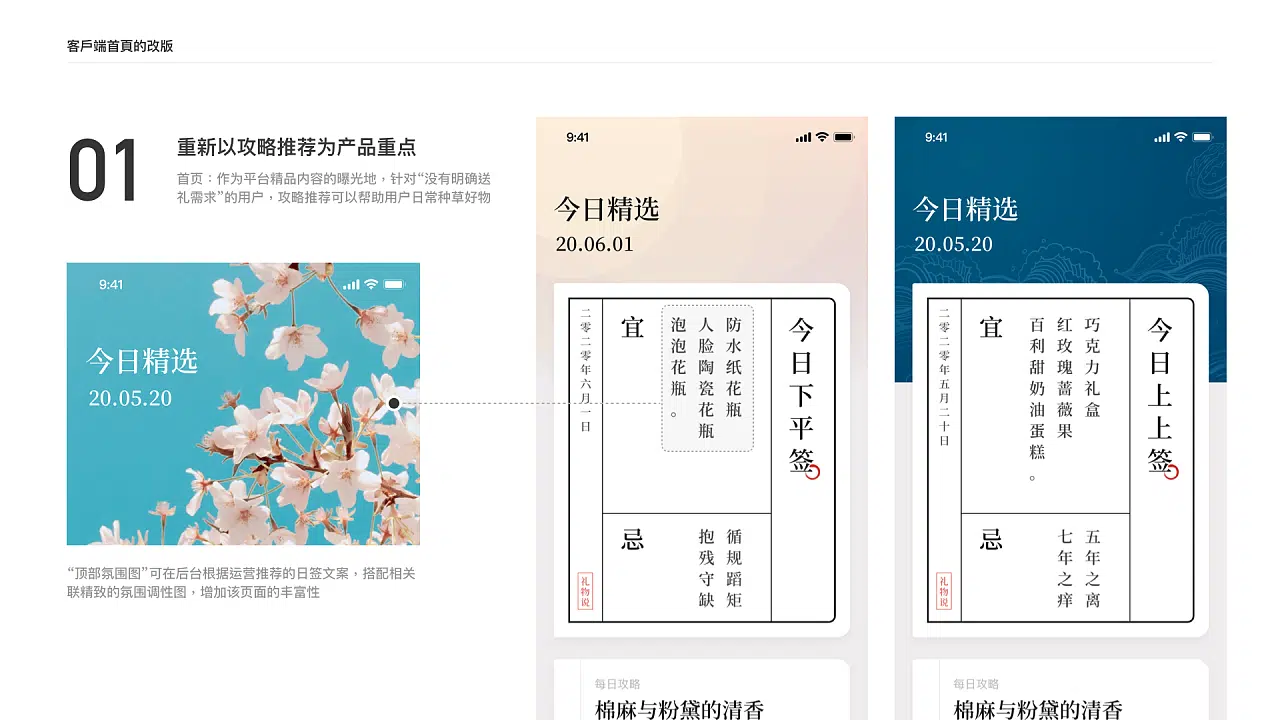 客戶端首頁的改版
01
重新以攻略推荐为产品重点
首页：作为平台精品内容的曝光地，针对“没有明确送
礼需求”的用户，攻略推荐可以帮助用户日常种草好物
9:41
今日精选
20.05.20
“顶部氛围图”可在后台根据运营推荐的日签文案，搭配相关
联精致的氛围调性图，增加该页面的丰富性
9:41
今日精选
20.06.01
今日下平签
宜
防水纸花瓶
人脸陶瓷花瓶
泡泡花瓶。
忌
循规蹈矩
抱残守缺
二零二零年六月一日
礼物说
每日攻略
棉麻与粉黛的清香
9:41
今日精选
20.05.20
今日上上签
宜
巧克力礼盒
红玫瑰蔷薇果
百利甜奶油蛋糕。
忌
五年之离
七年之痒
二零二零年五月二十日
礼物说
每日攻略
棉麻与粉黛的清香